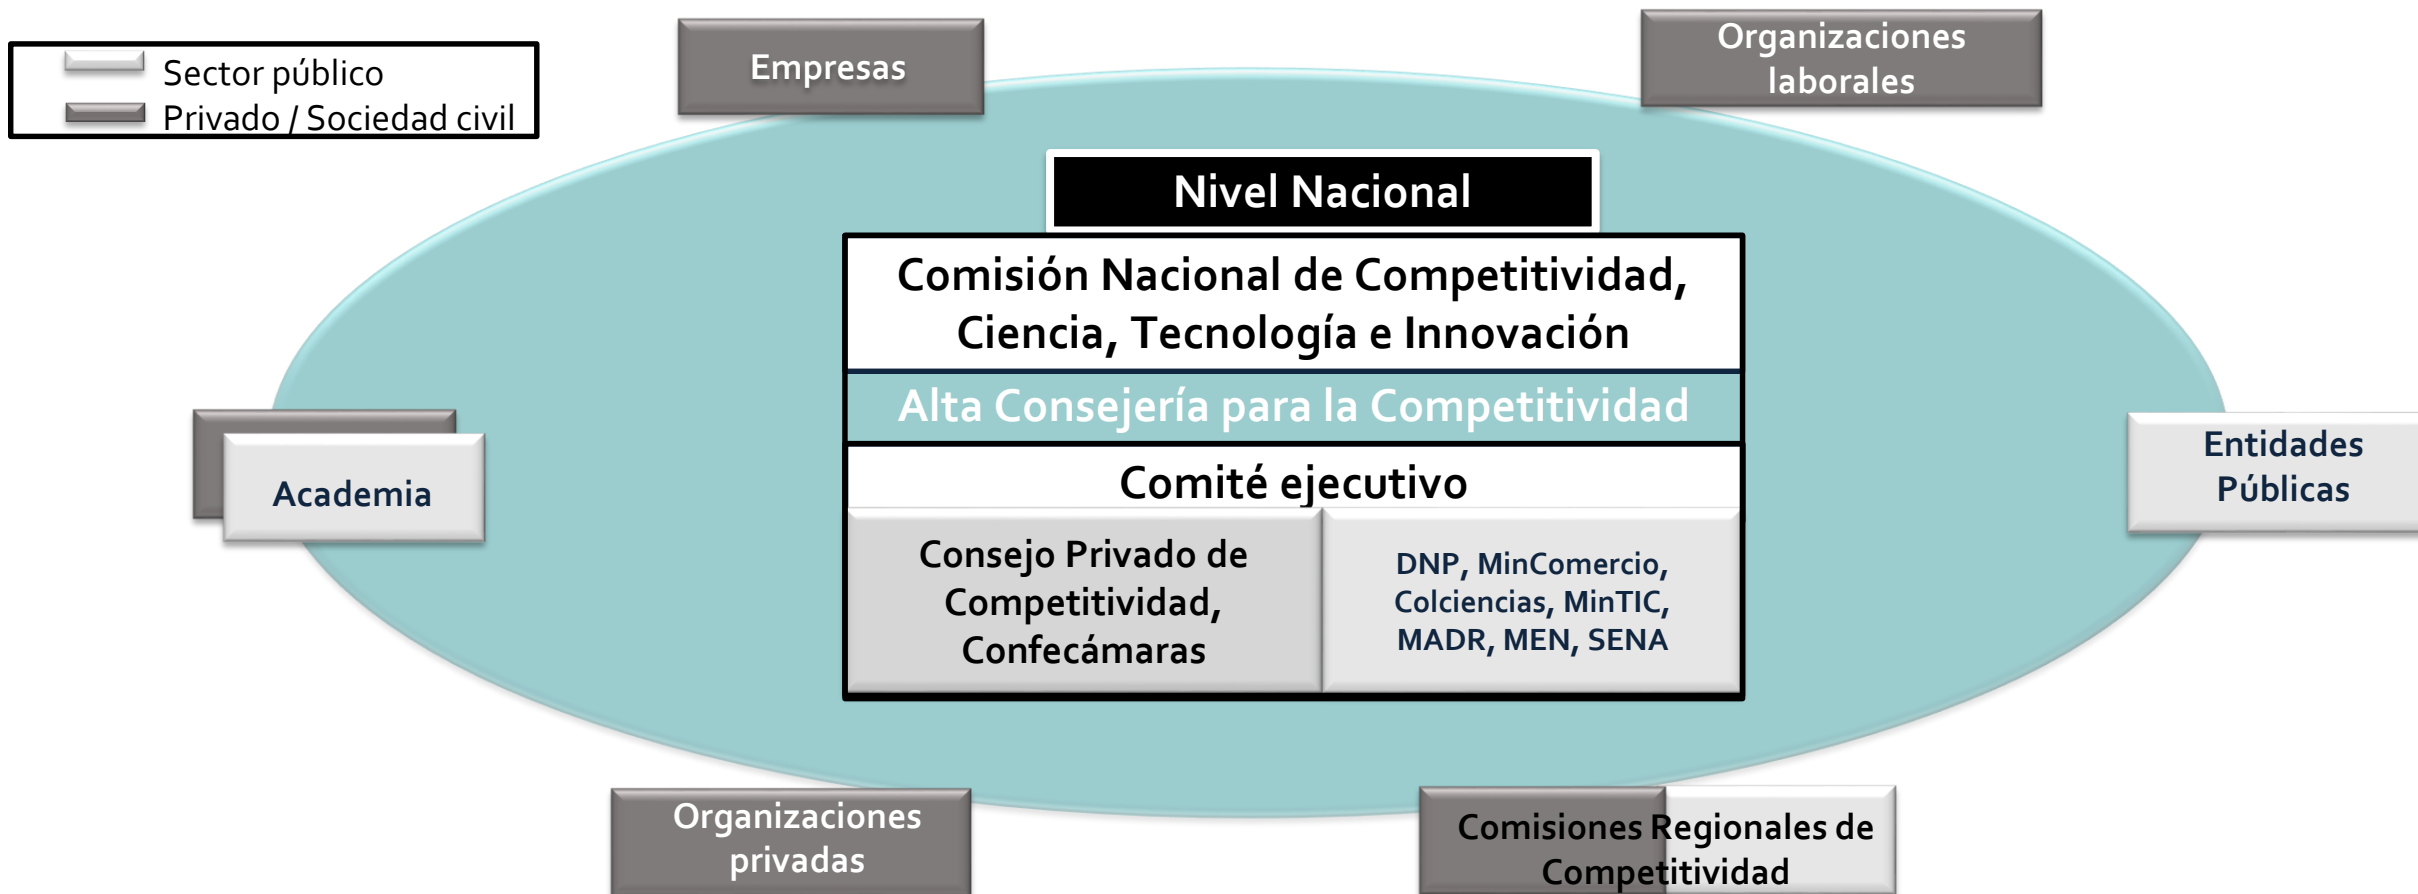 Sector público
Privado / Sociedad civil
Empresas
Organizaciones
laborales
Nivel Nacional
Comisión Nacional de Competitividad,
Ciencia, Tecnología e Innovación
Alta Consejería para la Competitividad
Academia
Entidades
Públicas
Comité ejecutivo
Consejo Privado de
Competitividad,
Confecámaras
DNP, MinComercio,
Colciencias, MinTIC,
MADR, MEN, SENA
Organizaciones
privadas
Comisiones Regionales de
Competitividad